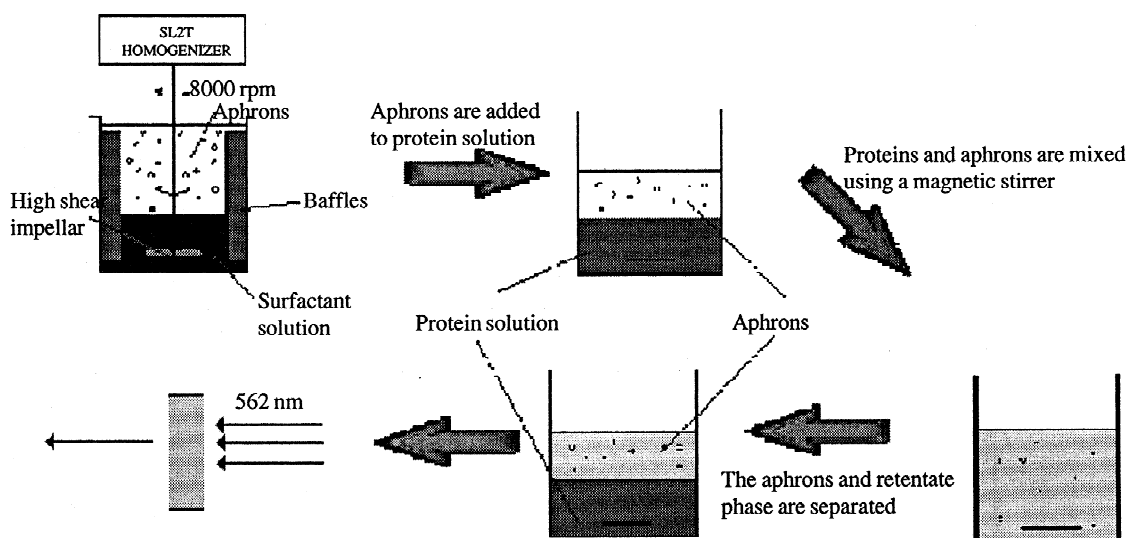 SL2T
HOMOGENIZER
8000 rpm
Aphrons
High shear
impellar
Baffles
Surfactant
solution
Aphrons are added
to protein solution
Proteins and aphrons are mixed
using a magnetic stirrer
Protein solution
Aphrons
562 nm
The aphrons and retentate
phase are separated